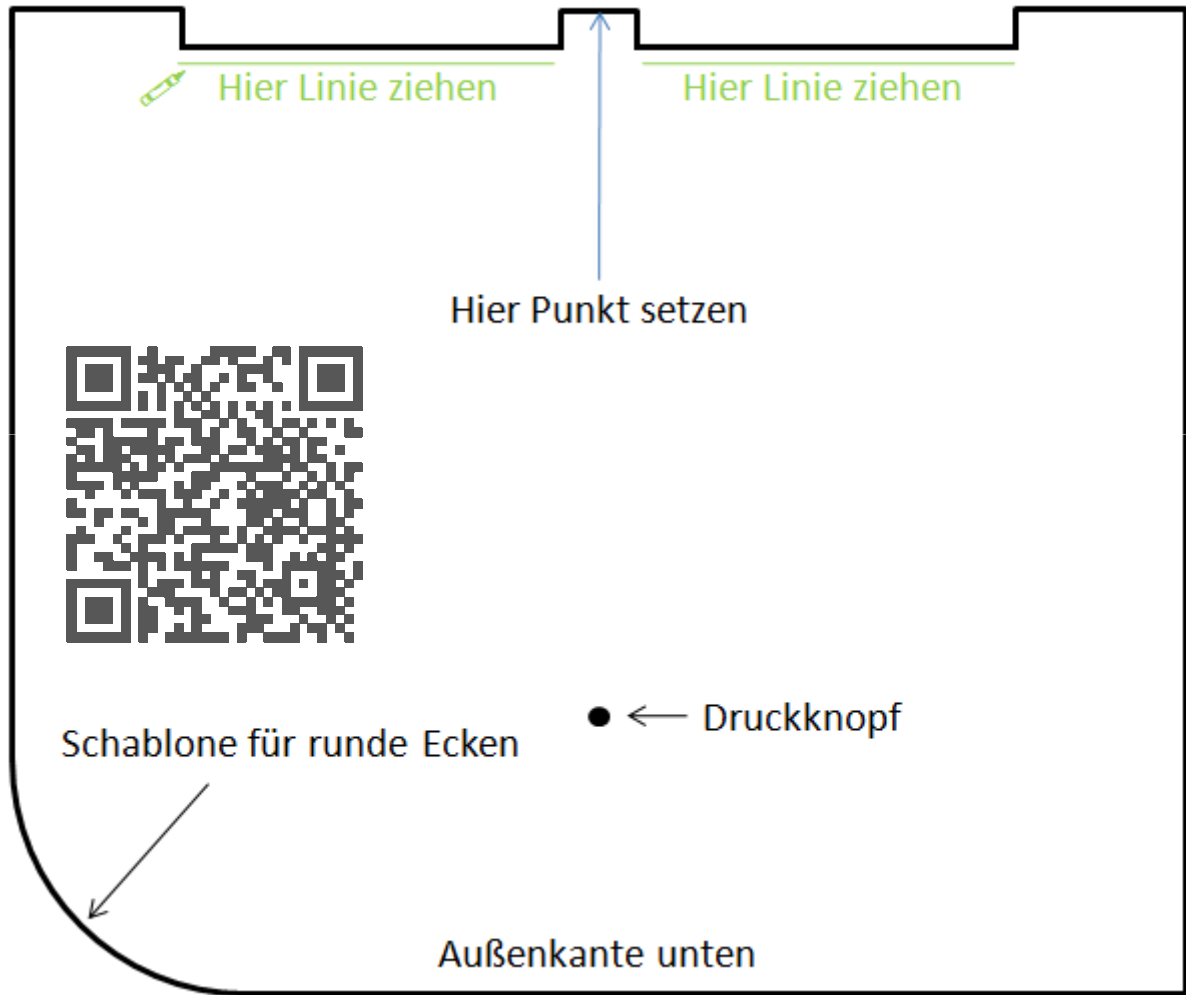 Hier Linie ziehen
Hier Linie ziehen
Hier Punkt setzen
Druckknopf
Schablone für runde Ecken
Außenkante unten